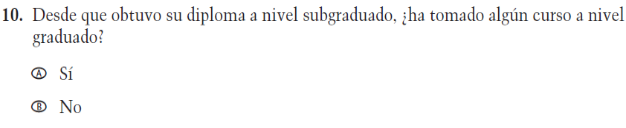 10. Desde que obtuvo su diploma a nivel subgraduado, ¿ha tomado algún curso a nivel
graduado?
Ⓐ Sí
Ⓑ No